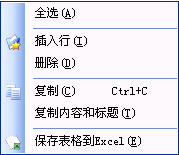 全选(A)
插入行(I)
删除(D)
复制(C) Ctrl+C
复制内容和标题(T)
保存表格到Excel(E)